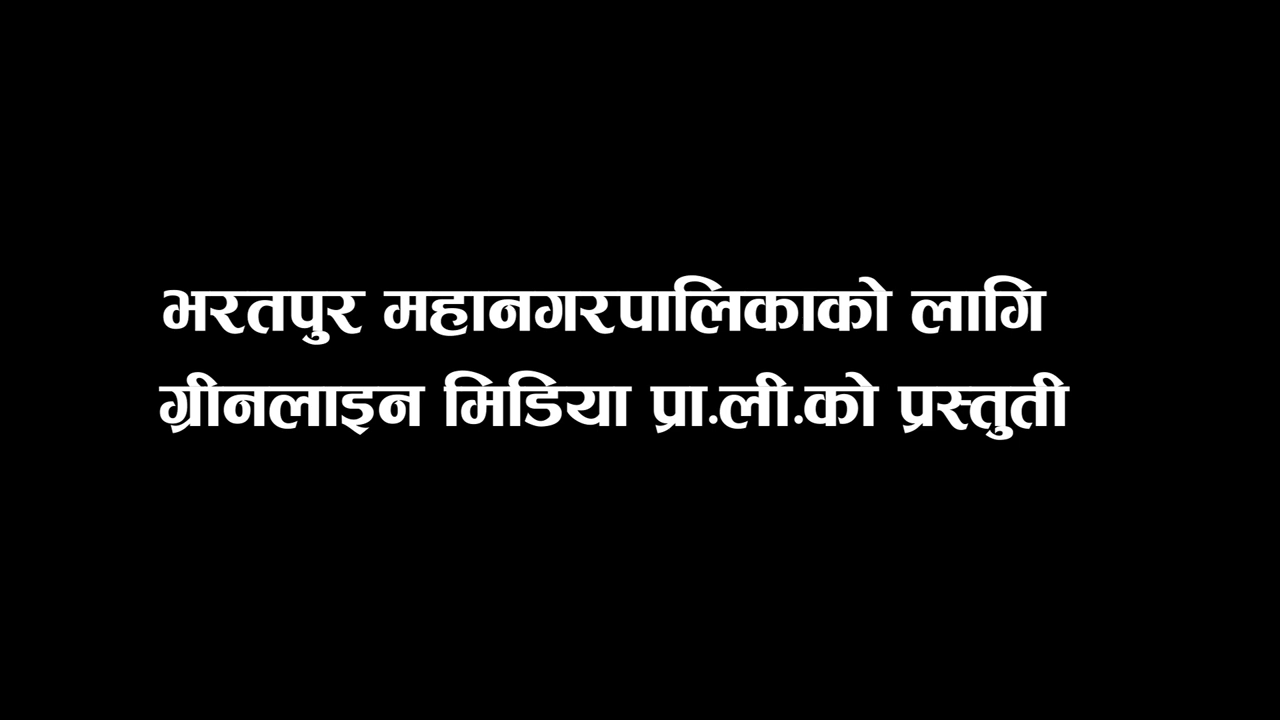 भरतपुर महानगरपालिकाको लागि
ग्रीनलाइन मिडिया प्रा.ली.को प्रस्तुती